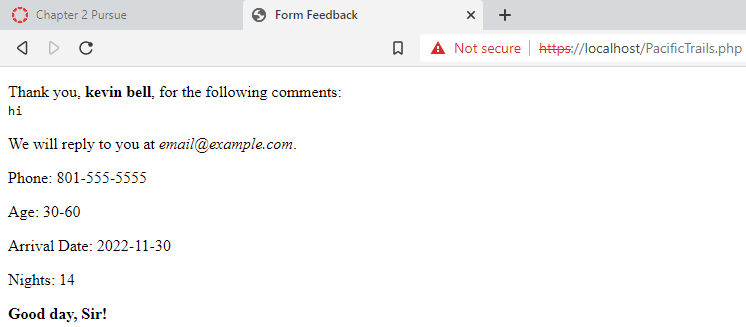 Chapter 2 Pursue
Form Feedback
Not secure | https://localhost/PacificTrails.php
Thank you, kevin bell, for the following comments:
hi
We will reply to you at email@example.com.
Phone: 801-555-5555
Age: 30-60
Arrival Date: 2022-11-30
Nights: 14
Good day, Sir!